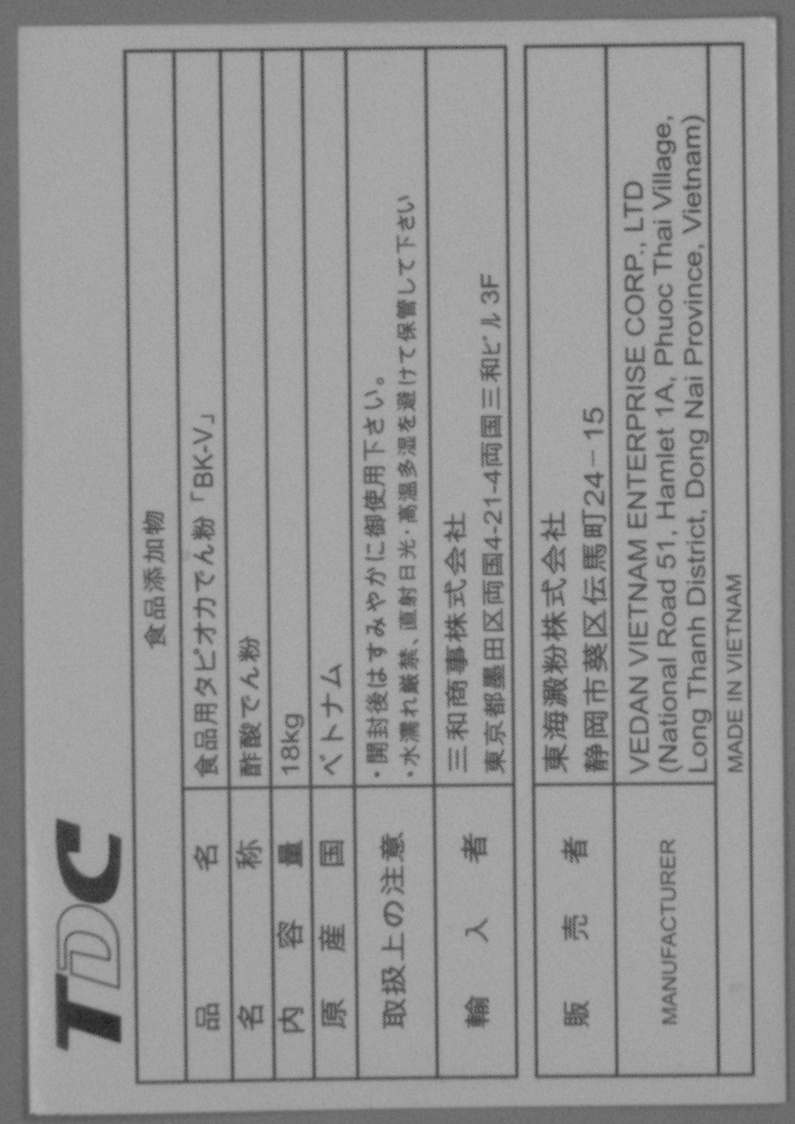 TDC
食品添加物
品名 食品用タピオカでん粉「BK-V」
名称 酢酸でん粉
内容量 18kg
原産国 ベトナム
取扱上の注意 ・開封後はすみやかに御使用下さい。
・水濡れ厳禁、直射日光・高温多湿を避けて保管して下さい
輸入者 三和商事株式会社
東京都墨田区両国4-21-4両国三和ビル3F
販売者 東海澱粉株式会社
静岡市葵区伝馬町24－15
MANUFACTURER VEDAN VIETNAM ENTERPRISE CORP., LTD
(National Road 51, Hamlet 1A, Phuoc Thai Village,
Long Thanh District, Dong Nai Province, Vietnam)
MADE IN VIETNAM